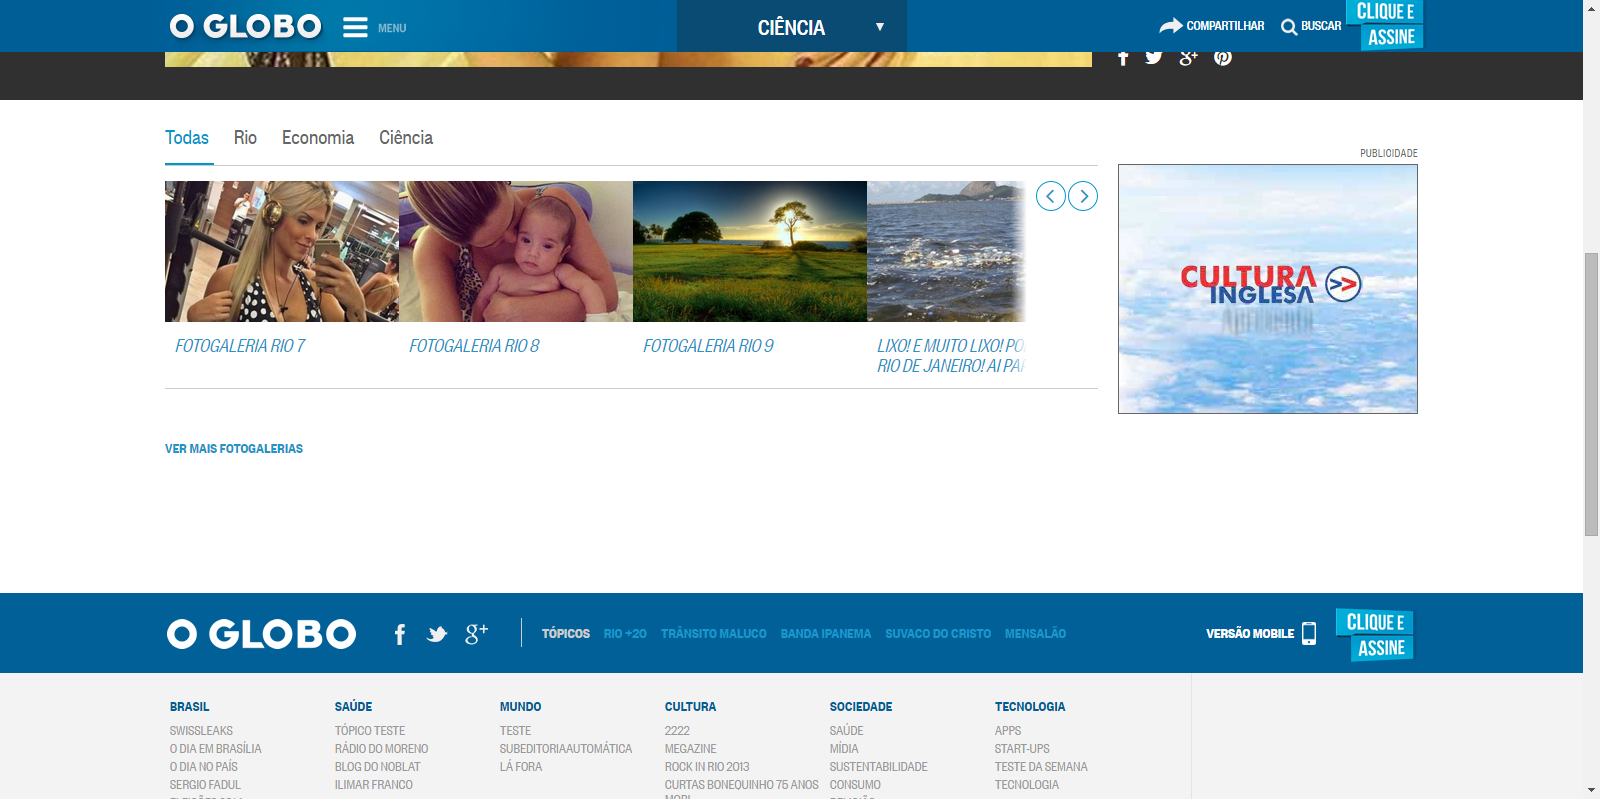 O GLOBO
MENU
CIÊNCIA
COMPARTILHAR
BUSCAR
CLIQUE E
ASSINE
Todas Rio Economia Ciência
PUBLICIDADE
CULTURA
INGLESA
FOTOGALERIA RIO 7
FOTOGALERIA RIO 8
FOTOGALERIA RIO 9
LIXO! E MUITO LIXO! PO
RIO DE JANEIRO! AI PAR
VER MAIS FOTOGALERIAS
O GLOBO
TÓPICOS RIO +20 TRÂNSITO MALUCO BANDA IPANEMA SUVACO DO CRISTO MENSALÃO
VERSÃO MOBILE
CLIQUE E
ASSINE
BRASIL
SWISSLEAKS
O DIA EM BRASÍLIA
O DIA NO PAÍS
SERGIO FADUL
SAÚDE
TÓPICO TESTE
RÁDIO DO MORENO
BLOG DO NOBLAT
ILIMAR FRANCO
MUNDO
TESTE
SUBEDITORIAAUTOMÁTICA
LÁ FORA
CULTURA
2222
MEGAZINE
ROCK IN RIO 2013
CURTAS BONEQUINHO 75 ANOS
SOCIEDADE
SAÚDE
MÍDIA
SUSTENTABILIDADE
CONSUMO
TECNOLOGIA
APPS
START-UPS
TESTE DA SEMANA
TECNOLOGIA